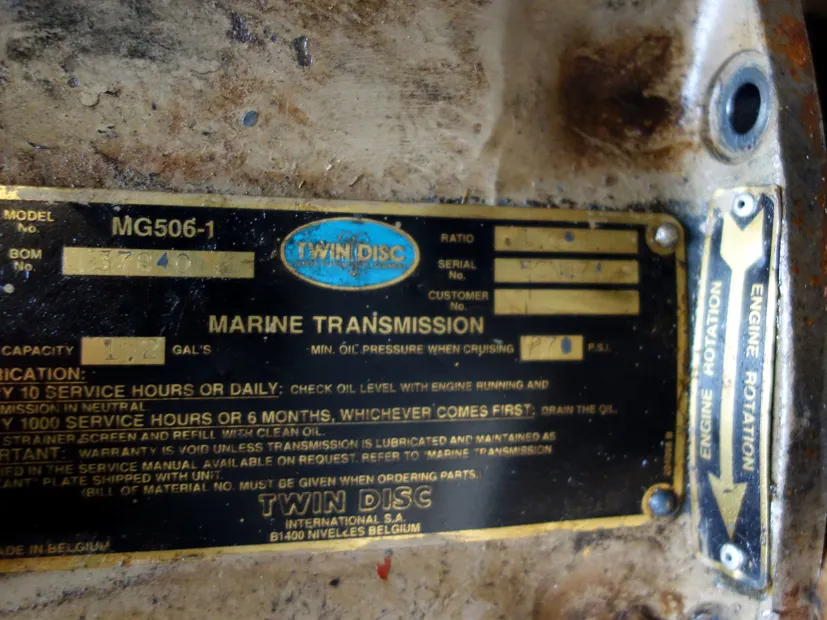 MODEL No. MG506-1
BOM No.
TWIN DISC
RATIO
SERIAL No.
CUSTOMER No.
MARINE TRANSMISSION
CAPACITY GAL'S MIN. OIL PRESSURE WHEN CRUISING P.S.I.
RICATION:
Y 10 SERVICE HOURS OR DAILY: CHECK OIL LEVEL WITH ENGINE RUNNING AND
MISSION IN NEUTRAL
Y 1000 SERVICE HOURS OR 6 MONTHS, WHICHEVER COMES FIRST: DRAIN THE OIL,
STRAINER SCREEN AND REFILL WITH CLEAN OIL.
RTANT: WARRANTY IS VOID UNLESS TRANSMISSION IS LUBRICATED AND MAINTAINED AS
IED IN THE SERVICE MANUAL AVAILABLE ON REQUEST. REFER TO "MARINE TRANSMISSION
TANT" PLATE SHIPPED WITH UNIT.
(BILL OF MATERIAL NO. MUST BE GIVEN WHEN ORDERING PARTS.)
TWIN DISC
INTERNATIONAL S.A.
B1400 NIVELLES BELGIUM
ADE IN BELGIUM
ENGINE ROTATION
ENGINE ROTATION